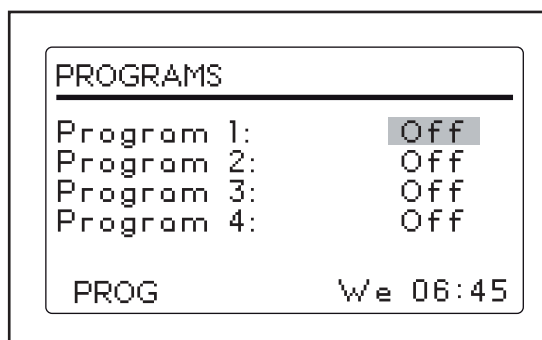 PROGRAMS
Program 1: Off
Program 2: Off
Program 3: Off
Program 4: Off
PROG We 06:45